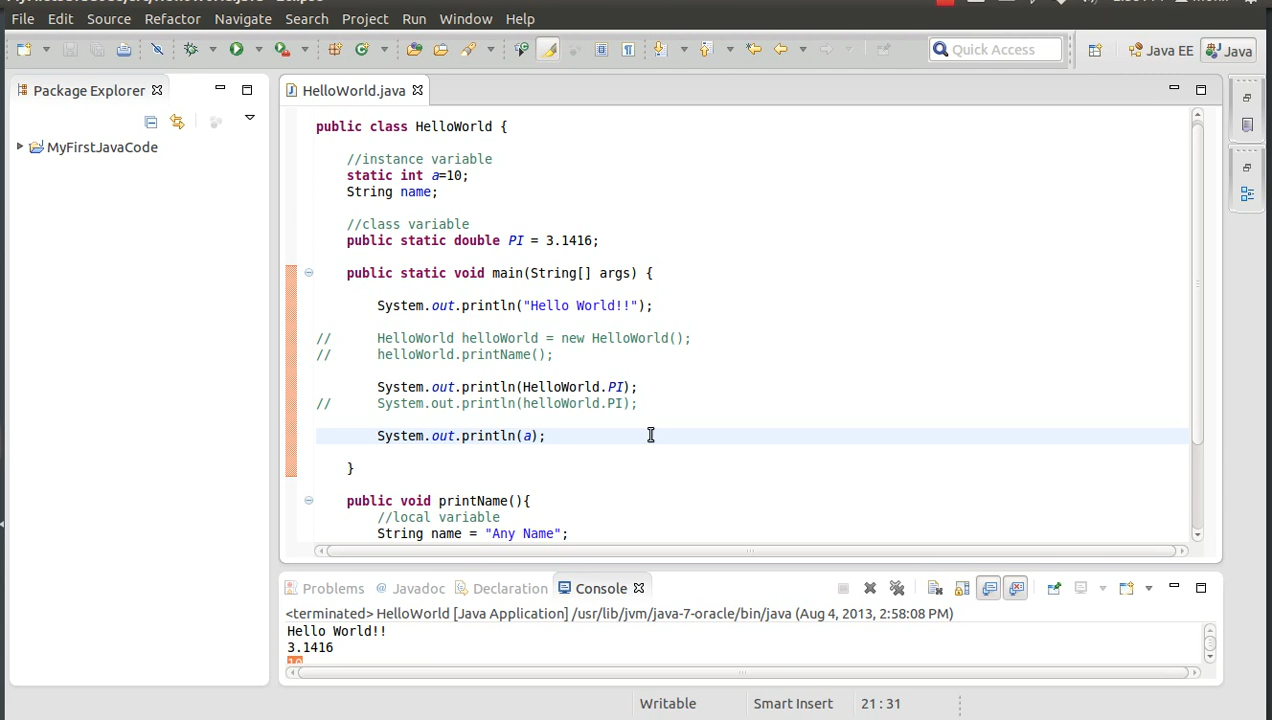 File Edit Source Refactor Navigate Search Project Run Window Help
Quick Access
Java EE
Java
Package Explorer
HelloWorld.java
MyFirstJavaCode
public class HelloWorld {
//instance variable
static int a=10;
String name;
//class variable
public static double PI = 3.1416;
public static void main(String[] args) {
System.out.println("Hello World!!");
// HelloWorld helloWorld = new HelloWorld();
// helloWorld.printName();
System.out.println(HelloWorld.PI);
// System.out.println(helloWorld.PI);
System.out.println(a);
}
public void printName(){
//local variable
String name = "Any Name";
Problems @ Javadoc Declaration Console
<terminated> HelloWorld [Java Application] /usr/lib/jvm/java-7-oracle/bin/java (Aug 4, 2013, 2:58:08 PM)
Hello World!!
3.1416
10
Writable Smart Insert 21 : 31